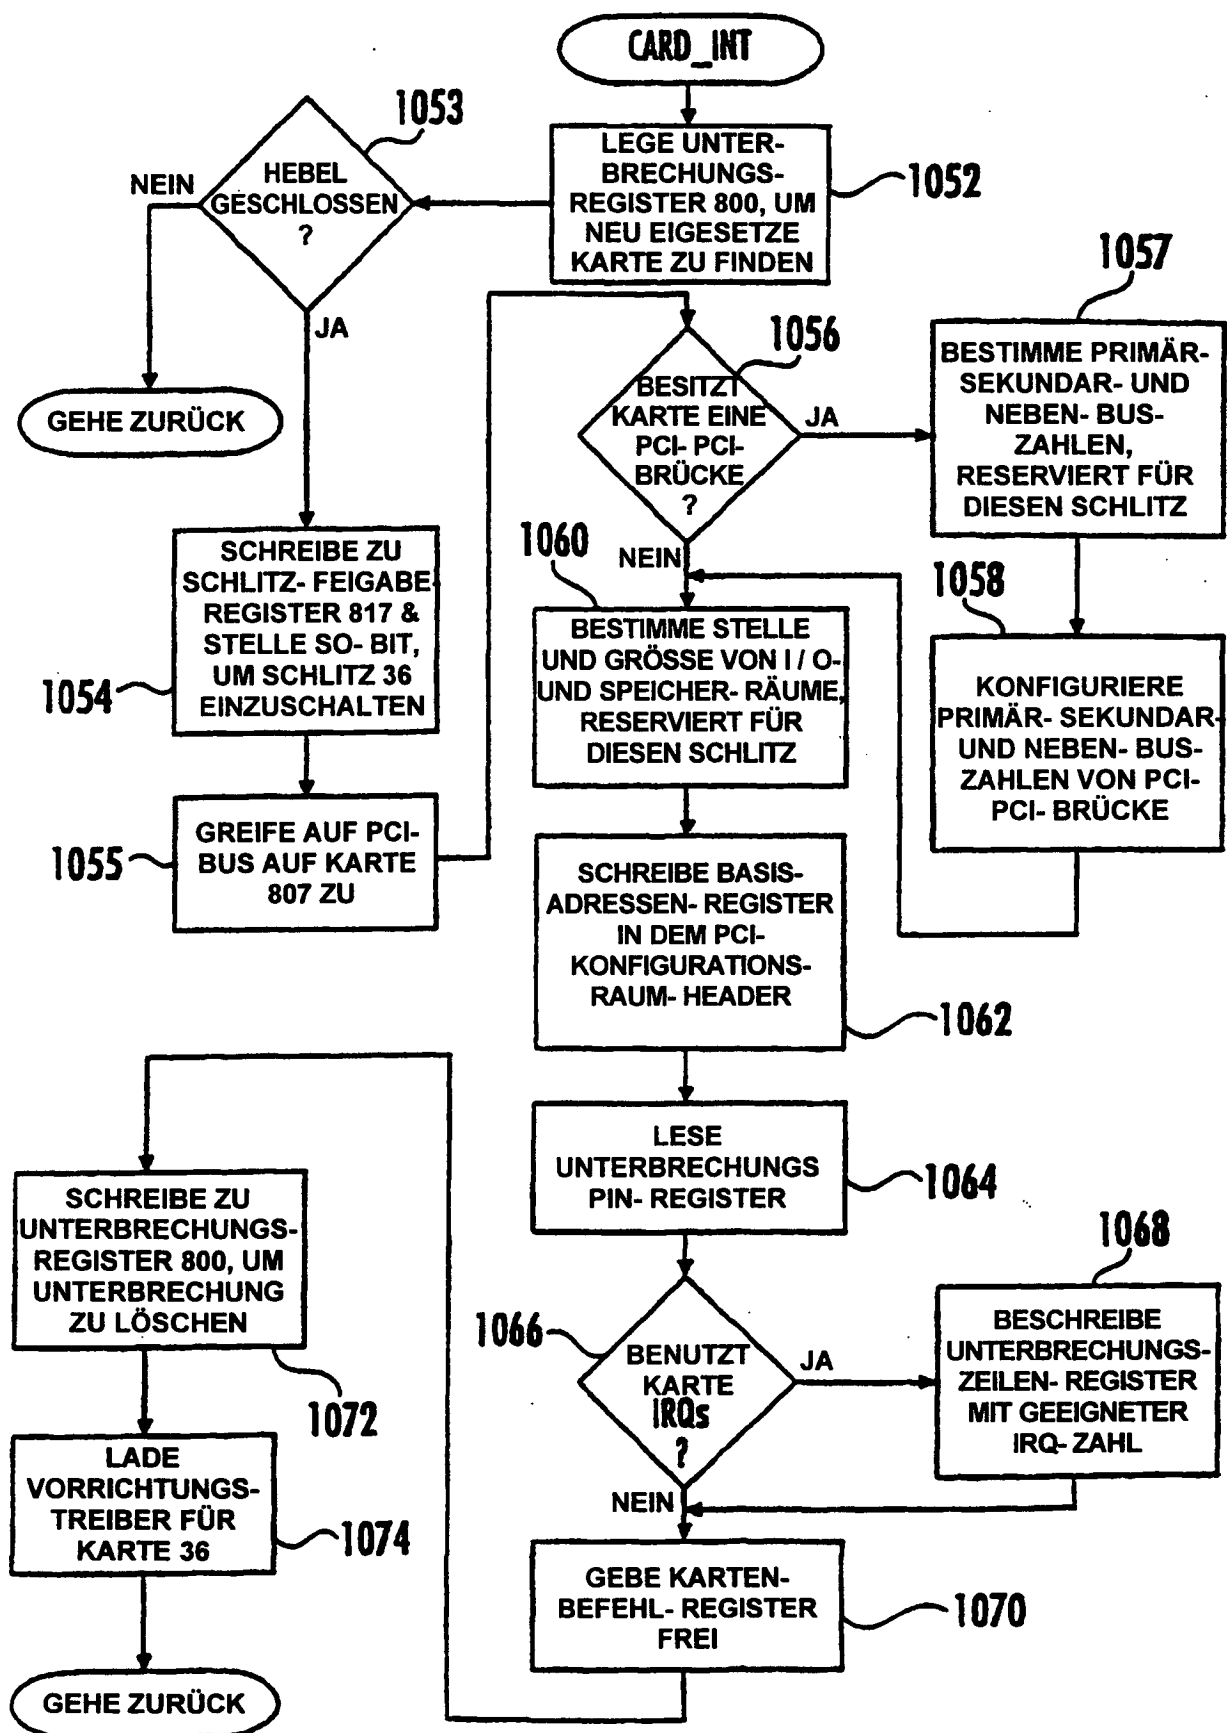 CARD_INT
LEGE UNTER-
BRECHUNGS-
REGISTER 800, UM
NEU EIGESETZE
KARTE ZU FINDEN
1052
1053
HEBEL
GESCHLOSSEN
?
NEIN
JA
GEHE ZURÜCK
SCHREIBE ZU
SCHLITZ- FEIGABE-
REGISTER 817 &
STELLE SO- BIT,
UM SCHLITZ 36
EINZUSCHALTEN
1054
GREIFE AUF PCI-
BUS AUF KARTE
807 ZU
1055
1056
BESITZT
KARTE EINE
PCI- PCI-
BRÜCKE
?
JA
NEIN
1057
BESTIMME PRIMÄR-
SEKUNDAR- UND
NEBEN- BUS-
ZAHLEN,
RESERVIERT FÜR
DIESEN SCHLITZ
1058
KONFIGURIERE
PRIMÄR- SEKUNDAR-
UND NEBEN- BUS-
ZAHLEN VON PCI-
PCI- BRÜCKE
1060
BESTIMME STELLE
UND GRÖSSE VON I / O-
UND SPEICHER- RÄUME,
RESERVIERT FÜR
DIESEN SCHLITZ
SCHREIBE BASIS-
ADRESSEN- REGISTER
IN DEM PCI-
KONFIGURATIONS-
RAUM- HEADER
1062
LESE
UNTERBRECHUNGS
PIN- REGISTER
1064
1066
BENUTZT
KARTE
IRQs
?
JA
NEIN
1068
BESCHREIBE
UNTERBRECHUNGS-
ZEILEN- REGISTER
MIT GEEIGNETER
IRQ- ZAHL
GEBE KARTEN-
BEFEHL- REGISTER
FREI
1070
SCHREIBE ZU
UNTERBRECHUNGS-
REGISTER 800, UM
UNTERBRECHUNG
ZU LÖSCHEN
1072
LADE
VORRICHTUNGS-
TREIBER FÜR
KARTE 36
1074
GEHE ZURÜCK